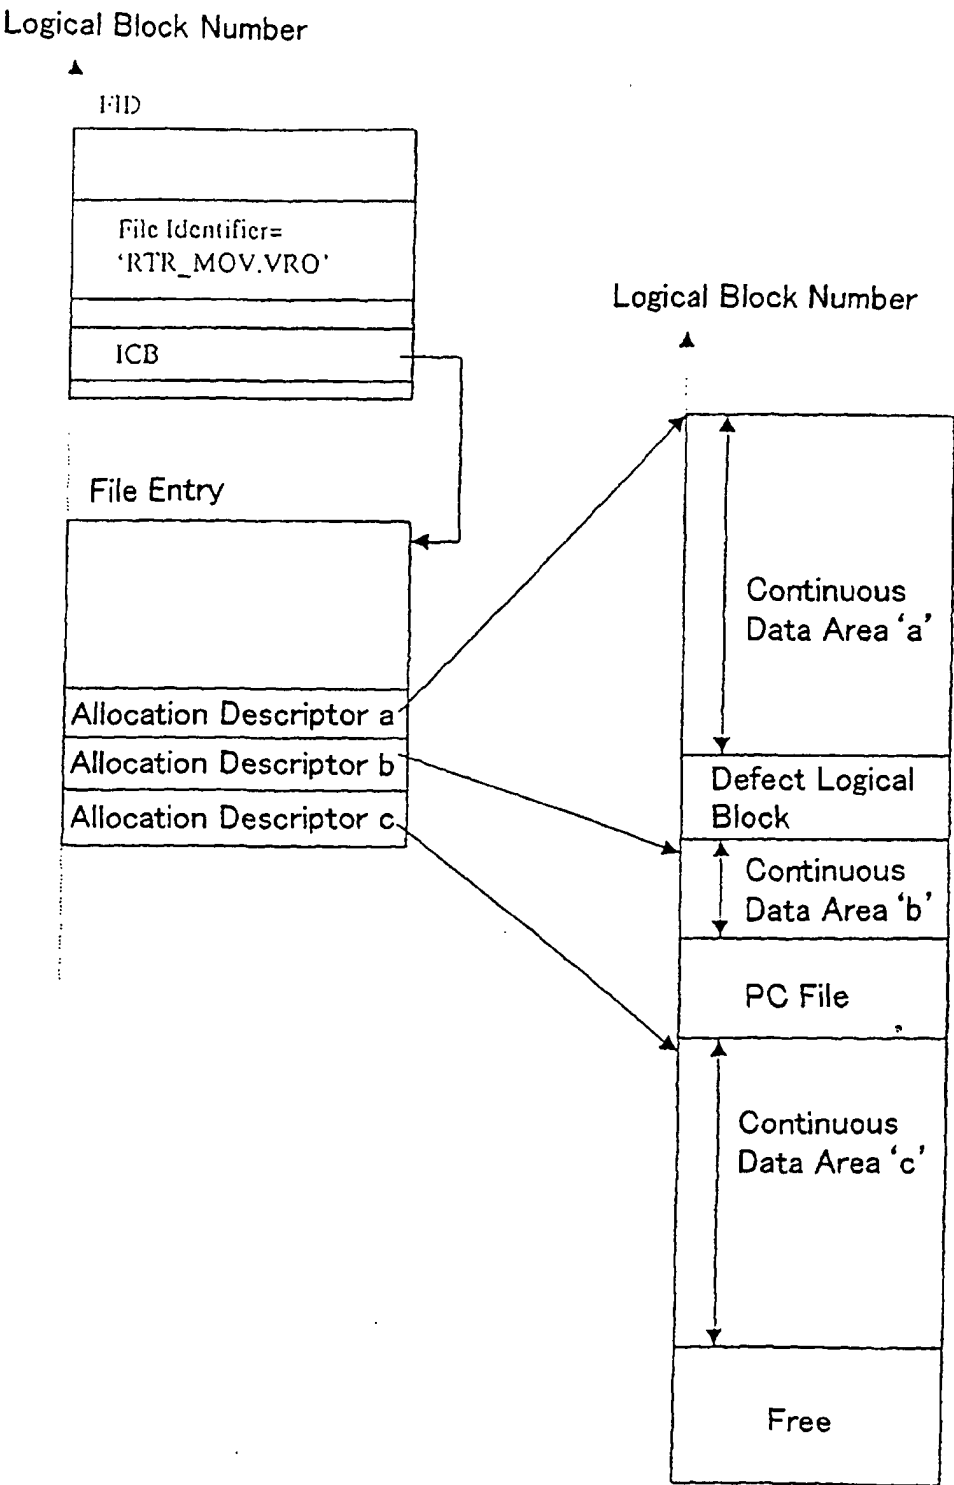 Logical Block Number
FID
File Identifier=
‘RTR_MOV.VRO’
ICB
File Entry
Allocation Descriptor a
Allocation Descriptor b
Allocation Descriptor c
Logical Block Number
Continuous
Data Area ‘a’
Defect Logical
Block
Continuous
Data Area ‘b’
PC File
Continuous
Data Area ‘c’
Free